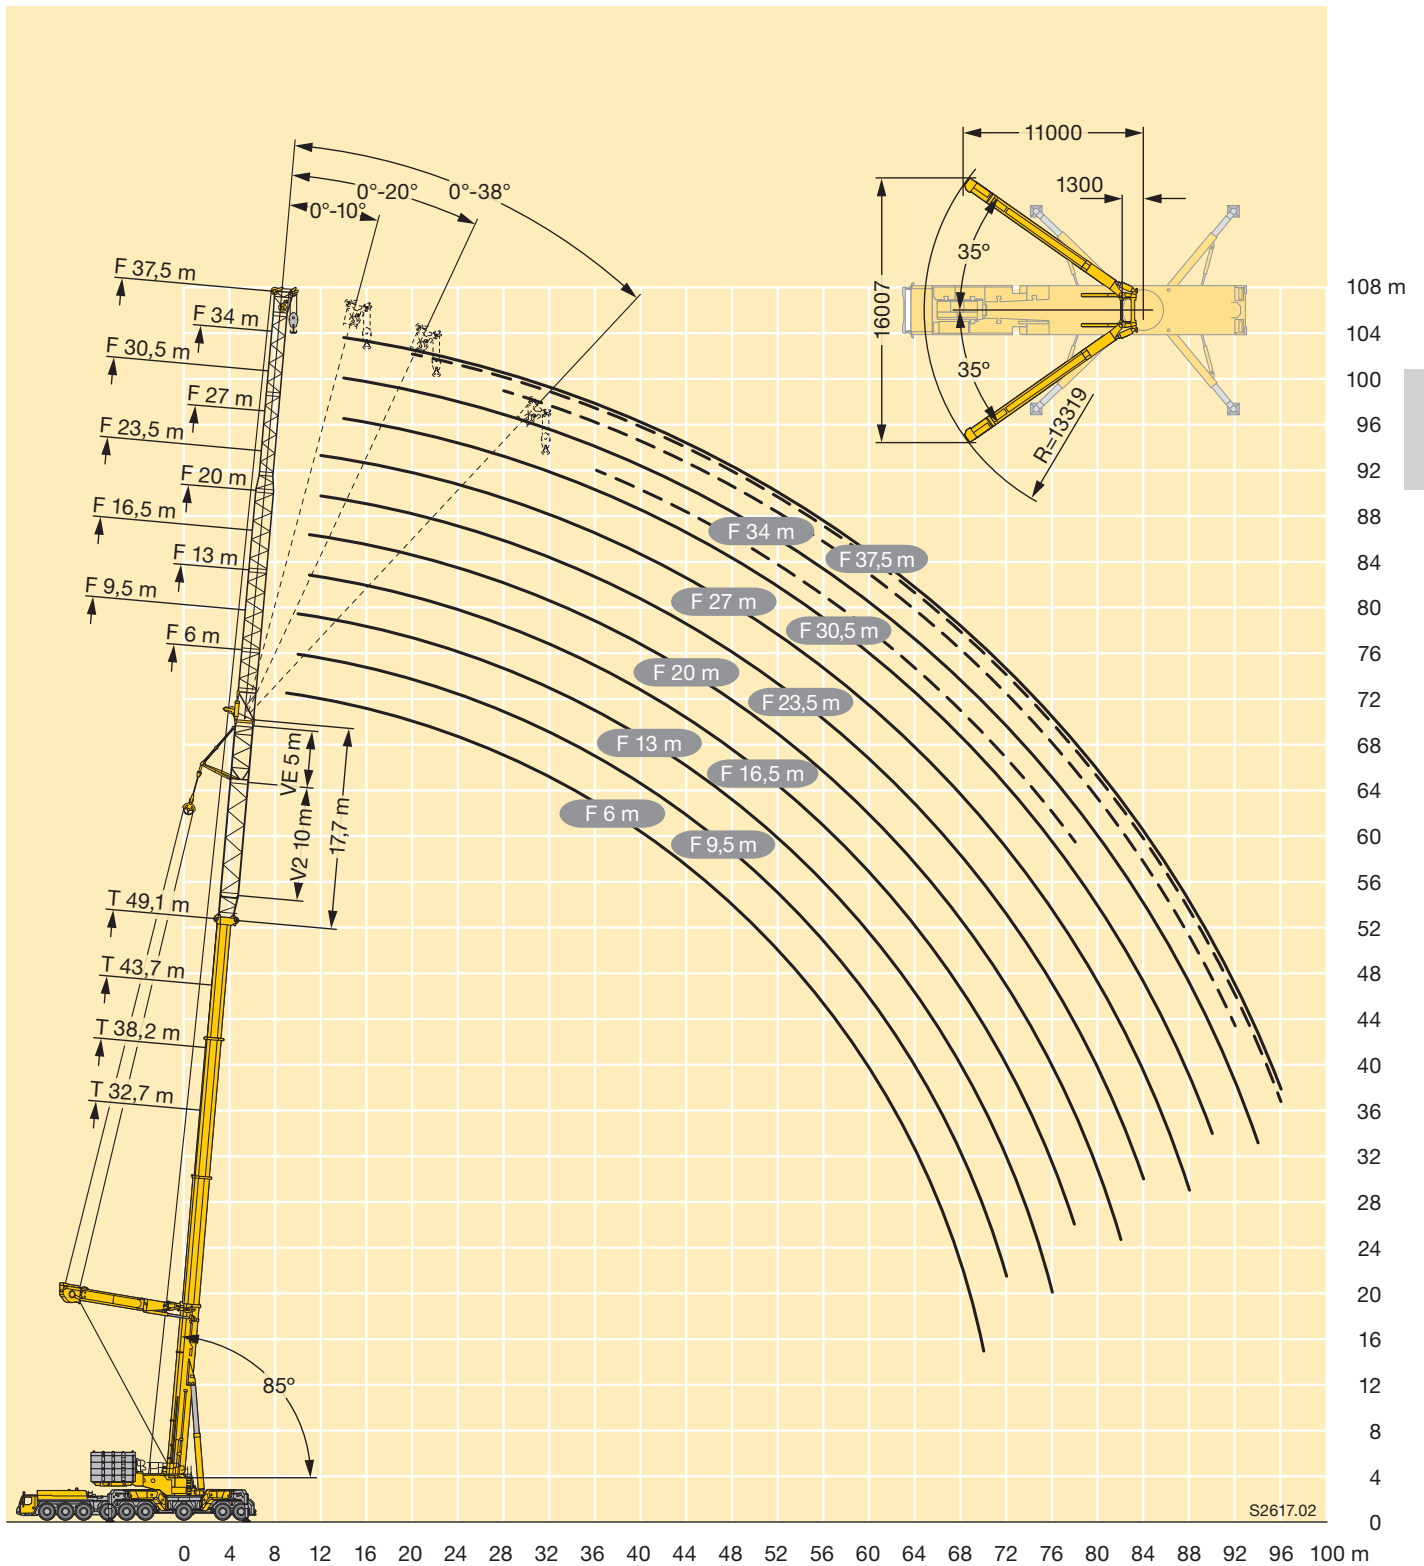 11000
1300
0°-20°
0°-38°
0°-10°
35°
16007
35°
R=13319
F 37,5 m
F 34 m
F 30,5 m
F 27 m
F 23,5 m
F 20 m
F 16,5 m
F 13 m
F 9,5 m
F 6 m
VE 5 m
V2 10 m
17,7 m
T 49,1 m
T 43,7 m
T 38,2 m
T 32,7 m
85°
F 34 m
F 37,5 m
F 27 m
F 30,5 m
F 20 m
F 23,5 m
F 13 m
F 16,5 m
F 6 m
F 9,5 m
108 m
104
100
96
92
88
84
80
76
72
68
64
60
56
52
48
44
40
36
32
28
24
20
16
12
8
4
0
S2617.02
0 4 8 12 16 20 24 28 32 36 40 44 48 52 56 60 64 68 72 76 80 84 88 92 96 100 m